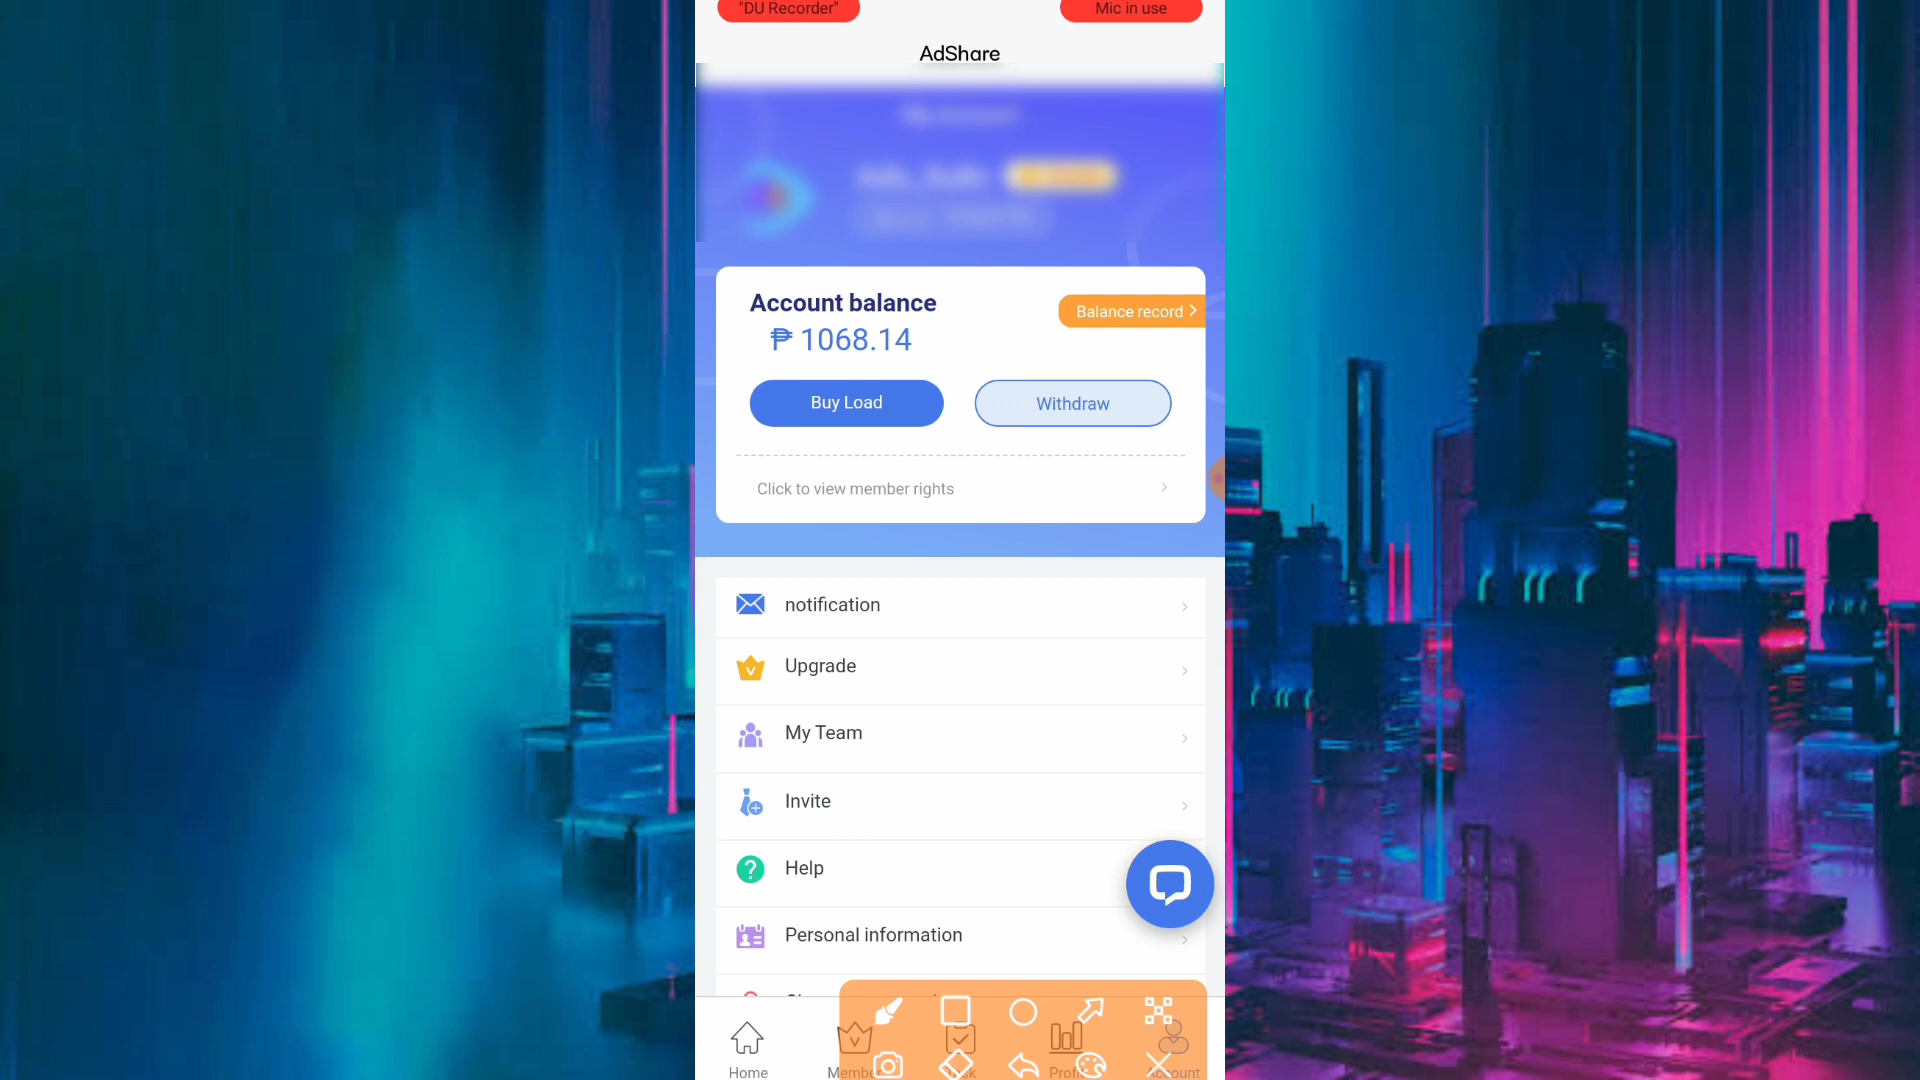 "DU Recorder"
Mic in use
AdShare
Account balance
Balance record
₱ 1068.14
Buy Load
Withdraw
Click to view member rights
notification
Upgrade
My Team
Invite
Help
Personal information
Home